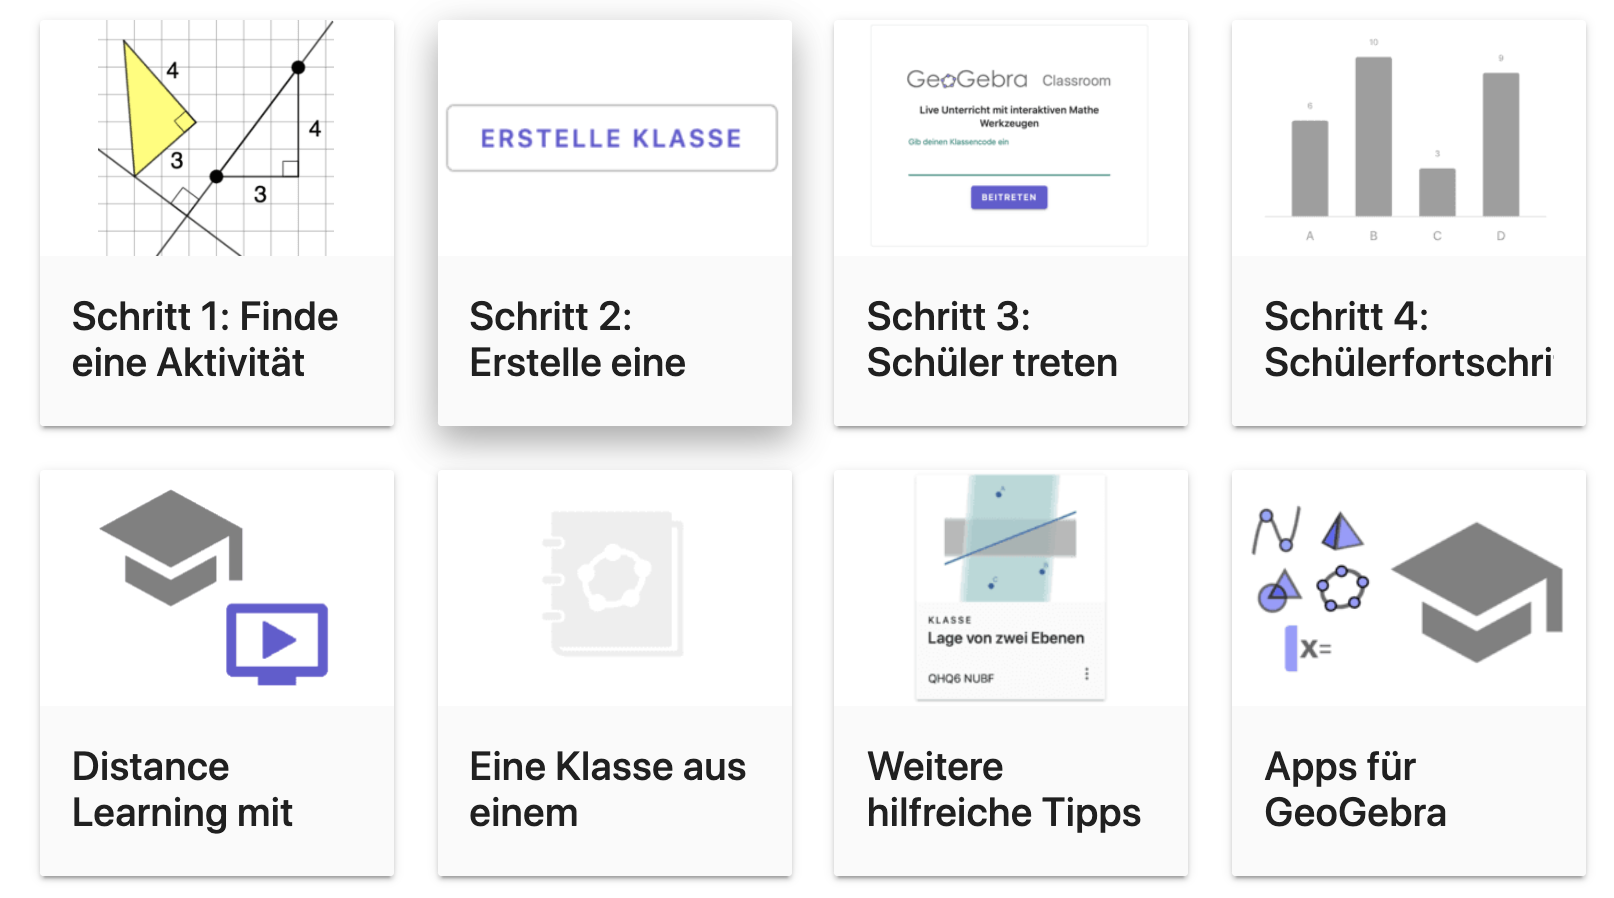 4
3
4
3
Schritt 1: Finde
eine Aktivität
ERSTELLE KLASSE
Schritt 2:
Erstelle eine
GeoGebra Classroom
Live Unterricht mit interaktiven Mathe
Werkzeugen
Gib deinen Klassencode ein
BEITRETEN
Schritt 3:
Schüler treten
6
10
3
9
A B C D
Schritt 4:
Schülerfortschri
Distance
Learning mit
Eine Klasse aus
einem
A
B
C
KLASSE
Lage von zwei Ebenen
QHQ6 NUBF
Weitere
hilfreiche Tipps
X=
Apps für
GeoGebra